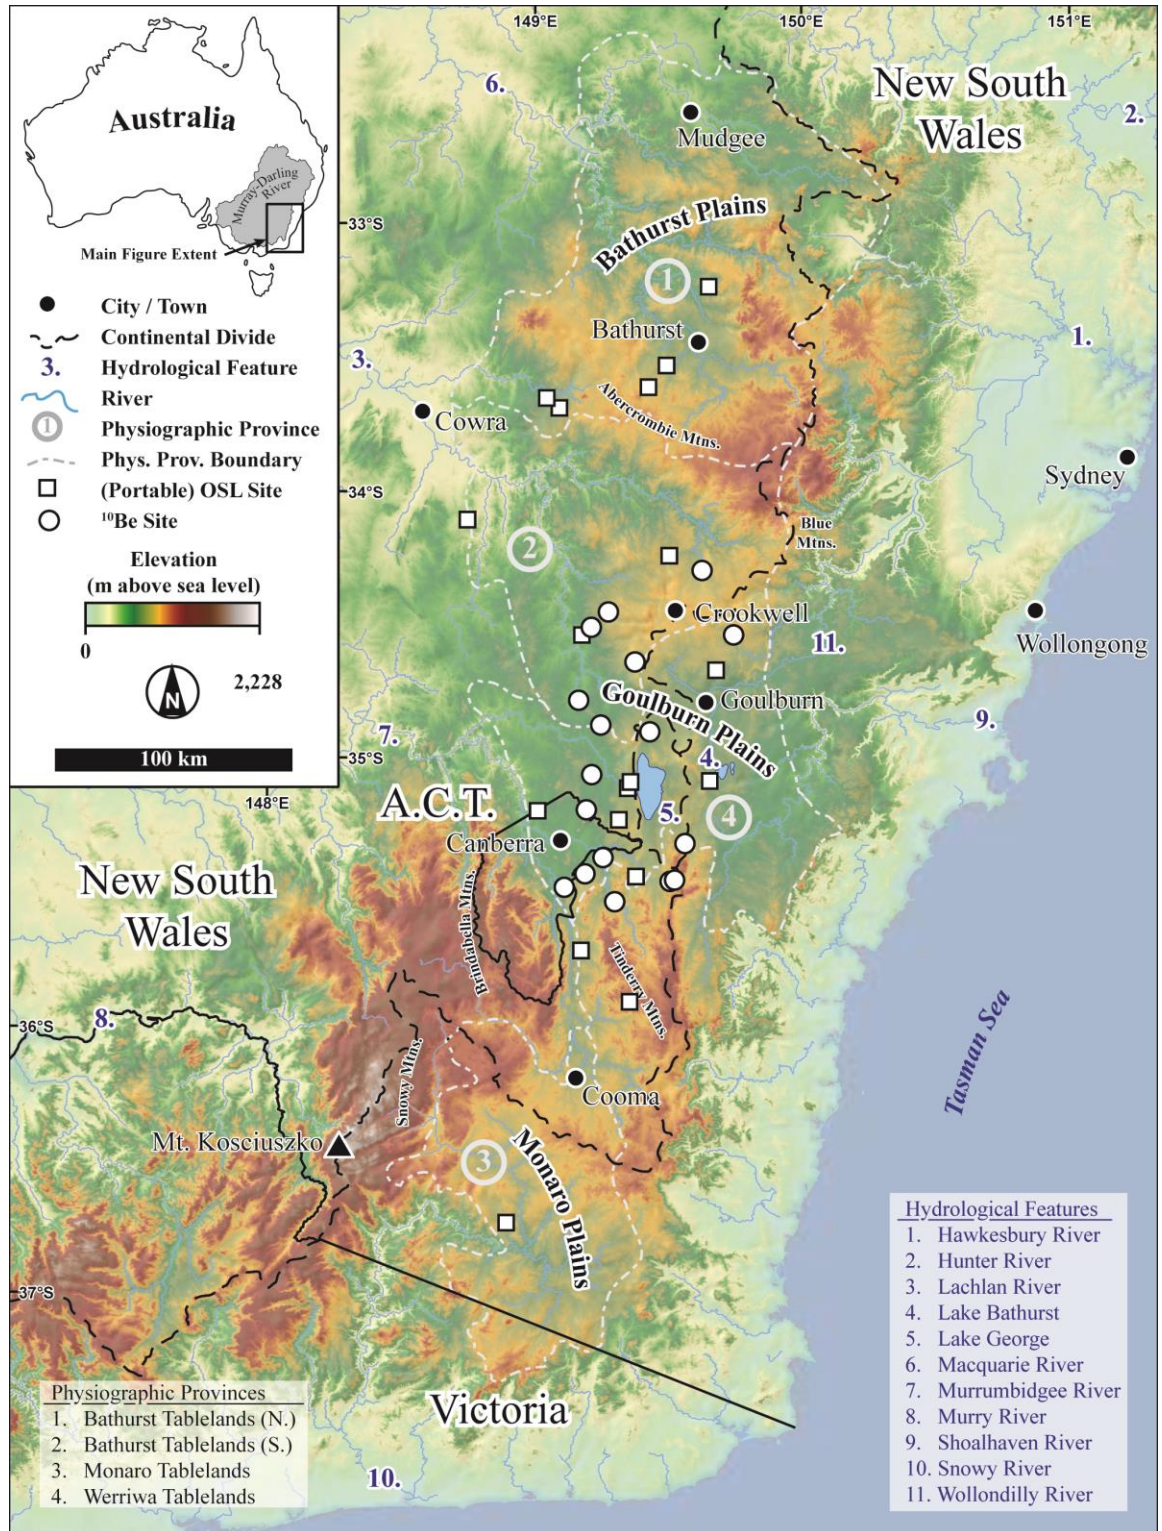 149°E
150°E
151°E
Australia
Murray-Darling
River
Main Figure Extent
City / Town
Continental Divide
3. Hydrological Feature
River
1 Physiographic Province
Phys. Prov. Boundary
(Portable) OSL Site
¹⁰Be Site
Elevation
(m above sea level)
0
2,228
N
100 km
6.
New South
Wales
2.
Mudgee
33°S
Bathurst Plains
1
Bathurst
3.
1.
Abercrombie Mtns.
Cowra
Sydney
34°S
2
Blue
Mtns.
Crookwell
11.
Wollongong
Goulburn
Goulburn Plains
9.
7.
4.
35°S
148°E
A.C.T.
5.
4
Canberra
New South
Wales
Brindabella Mtns.
Tinderry Mtns.
36°S
8.
Snowy Mtns.
Tasman Sea
Cooma
Mt. Kosciuszko
3
Monaro Plains
37°S
Victoria
10.
Physiographic Provinces
1. Bathurst Tablelands (N.)
2. Bathurst Tablelands (S.)
3. Monaro Tablelands
4. Werriwa Tablelands
Hydrological Features
1. Hawkesbury River
2. Hunter River
3. Lachlan River
4. Lake Bathurst
5. Lake George
6. Macquarie River
7. Murrumbidgee River
8. Murry River
9. Shoalhaven River
10. Snowy River
11. Wollondilly River